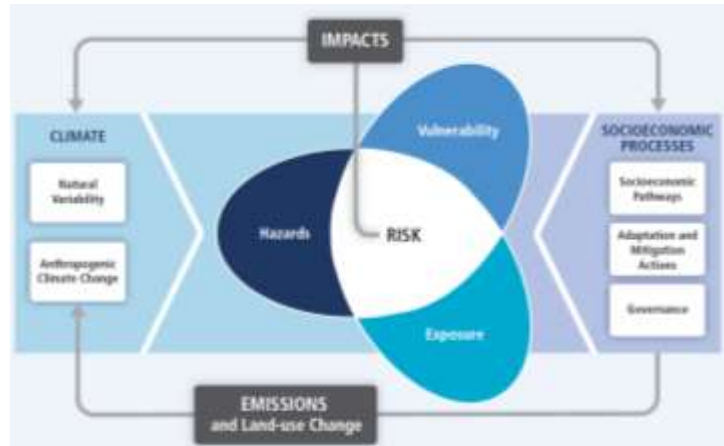 IMPACTS
CLIMATE
Natural
Variability
Anthropogenic
Climate Change
Vulnerability
Hazards
RISK
Exposure
SOCIOECONOMIC
PROCESSES
Socioeconomic
Pathways
Adaptation and
Mitigation
Actions
Governance
EMISSIONS
and Land-use Change